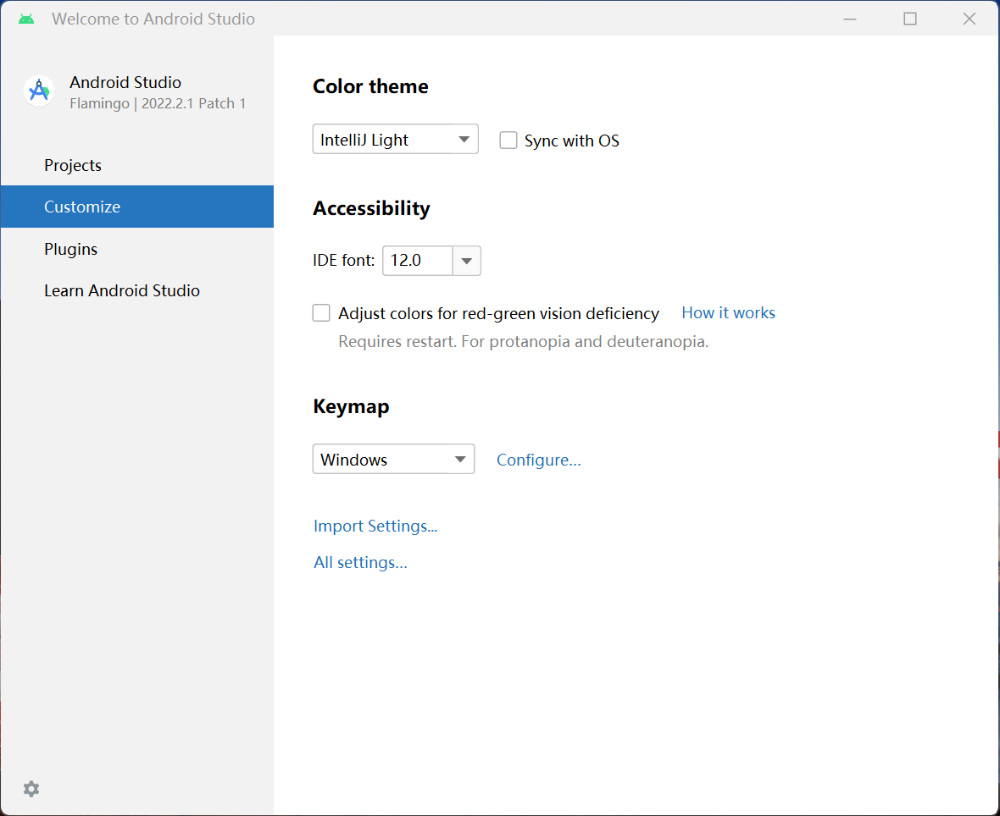 Welcome to Android Studio
Android Studio
Flamingo | 2022.2.1 Patch 1
Projects
Customize
Plugins
Learn Android Studio
Color theme
IntelliJ Light
Sync with OS
Accessibility
IDE font: 12.0
Adjust colors for red-green vision deficiency How it works
Requires restart. For protanopia and deuteranopia.
Keymap
Windows Configure...
Import Settings...
All settings...